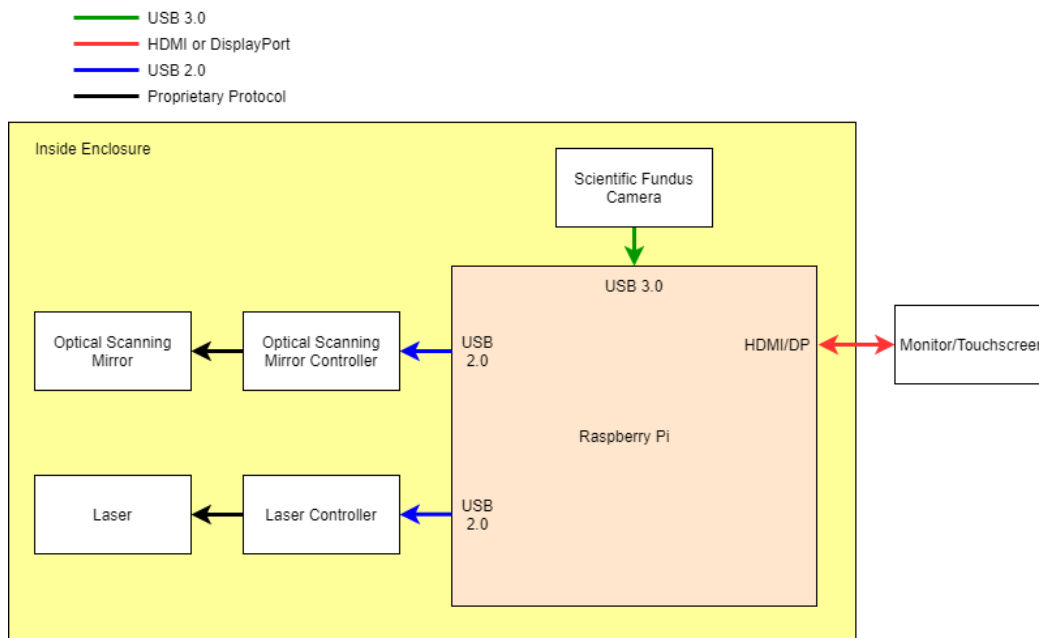 USB 3.0
HDMI or DisplayPort
USB 2.0
Proprietary Protocol
Inside Enclosure
Scientific Fundus
Camera
USB 3.0
Optical Scanning
Mirror
Optical Scanning
Mirror Controller
USB
2.0
HDMI/DP
Monitor/Touchscreen
Raspberry Pi
Laser
Laser Controller
USB
2.0